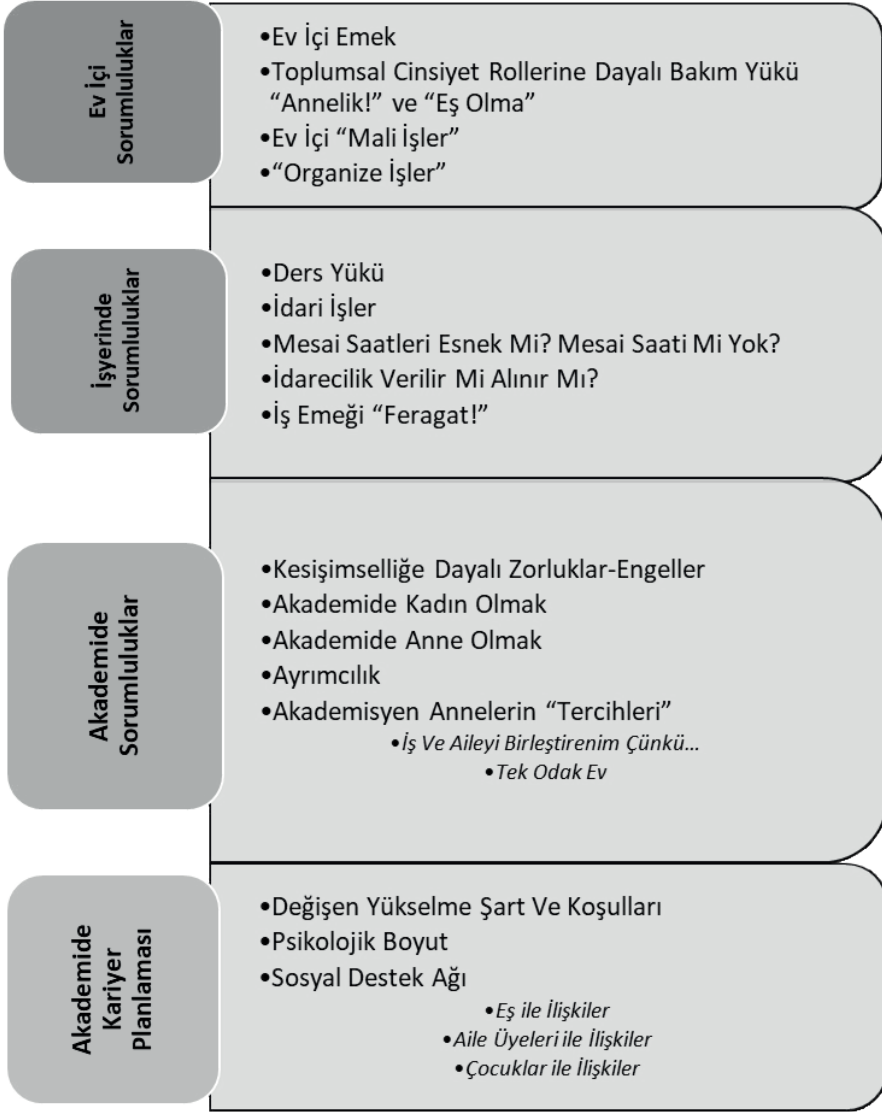 Ev İçi
Sorumluluklar
•Ev İçi Emek
•Toplumsal Cinsiyet Rollerine Dayalı Bakım Yükü
“Annelik!” ve “Eş Olma”
•Ev İçi “Mali İşler”
•“Organize İşler”
İşyerinde
Sorumluluklar
•Ders Yükü
•İdari İşler
•Mesai Saatleri Esnek Mi? Mesai Saati Mi Yok?
•İdarecilik Verilir Mi Alınır Mı?
•İş Emeği “Feragat!”
Akademide
Sorumluluklar
•Kesişimselliğe Dayalı Zorluklar-Engeller
•Akademide Kadın Olmak
•Akademide Anne Olmak
•Ayrımcılık
•Akademisyen Annelerin “Tercihleri”
•İş Ve Aileyi Birleştirenim Çünkü…
•Tek Odak Ev
Akademide
Kariyer
Planlaması
•Değişen Yükselme Şart Ve Koşulları
•Psikolojik Boyut
•Sosyal Destek Ağı
•Eş ile İlişkiler
•Aile Üyeleri ile İlişkiler
•Çocuklar ile İlişkiler